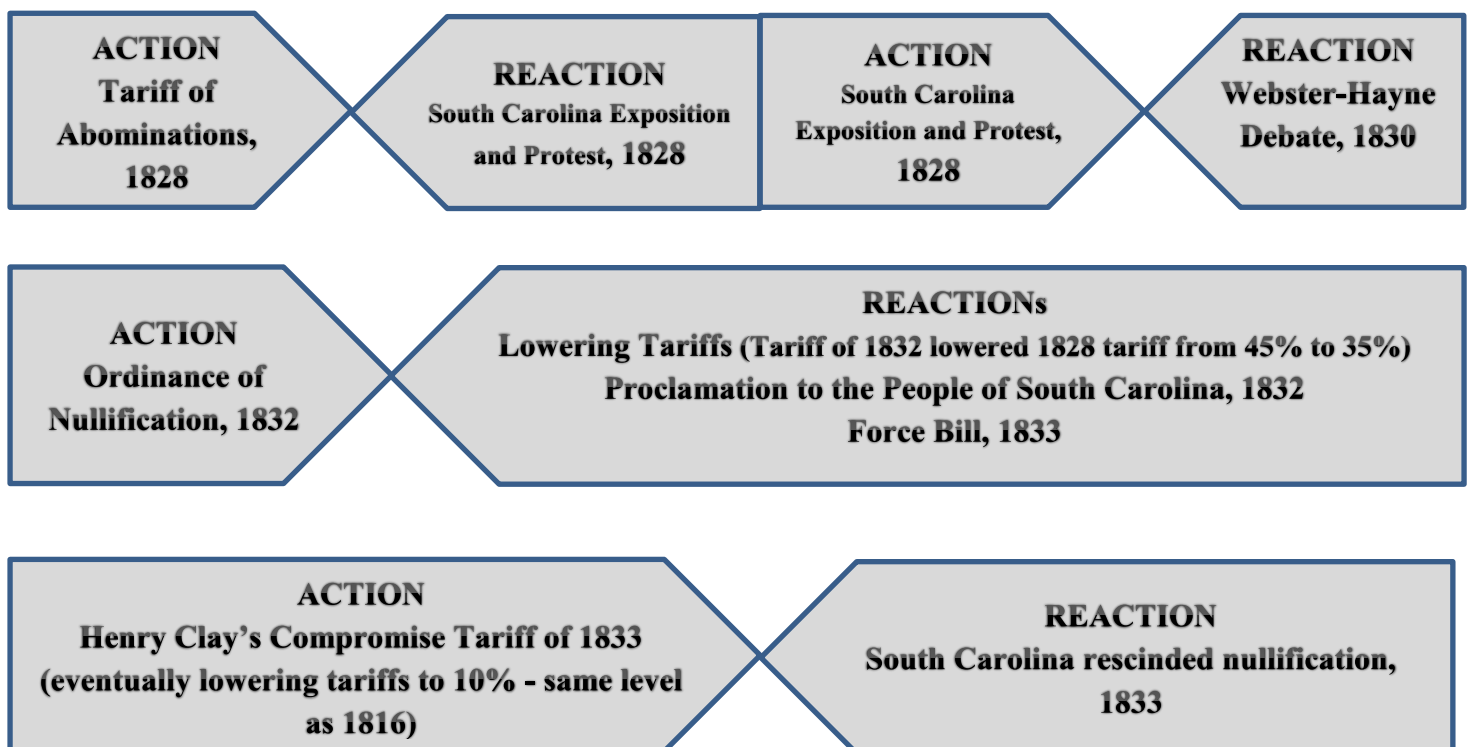 ACTION
Tariff of
Abominations,
1828
REACTION
South Carolina Exposition
and Protest, 1828
ACTION
South Carolina
Exposition and Protest,
1828
REACTION
Webster-Hayne
Debate, 1830
ACTION
Ordinance of
Nullification, 1832
REACTIONs
Lowering Tariffs (Tariff of 1832 lowered 1828 tariff from 45% to 35%)
Proclamation to the People of South Carolina, 1832
Force Bill, 1833
ACTION
Henry Clay’s Compromise Tariff of 1833
(eventually lowering tariffs to 10% - same level
as 1816)
REACTION
South Carolina rescinded nullification,
1833